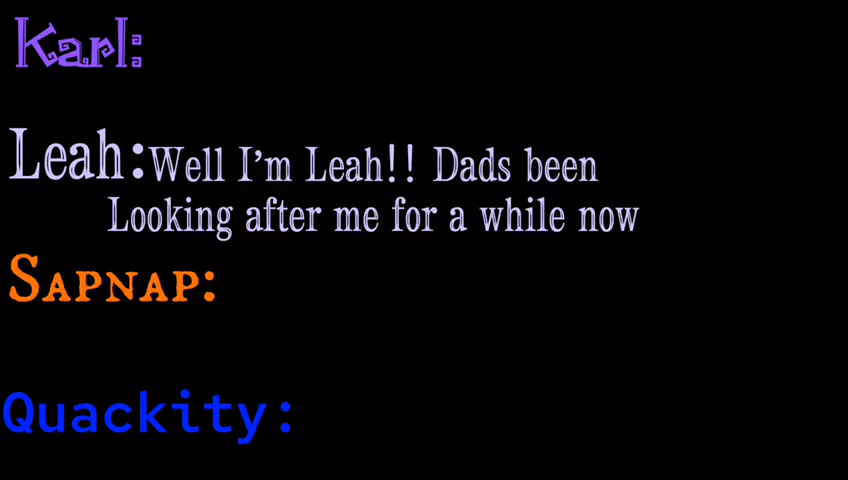 Karl:
Leah:Well I'm Leah!! Dads been
Looking after me for a while now
Sapnap:
Quackity: